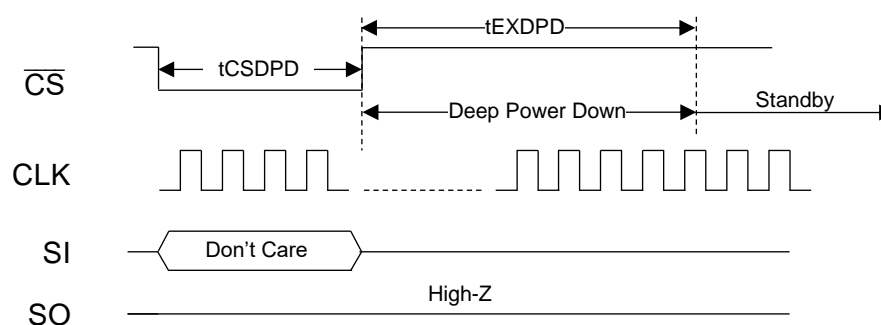 tEXDPD
tCSDPD
CS
Deep Power Down
Standby
CLK
SI
Don't Care
High-Z
SO